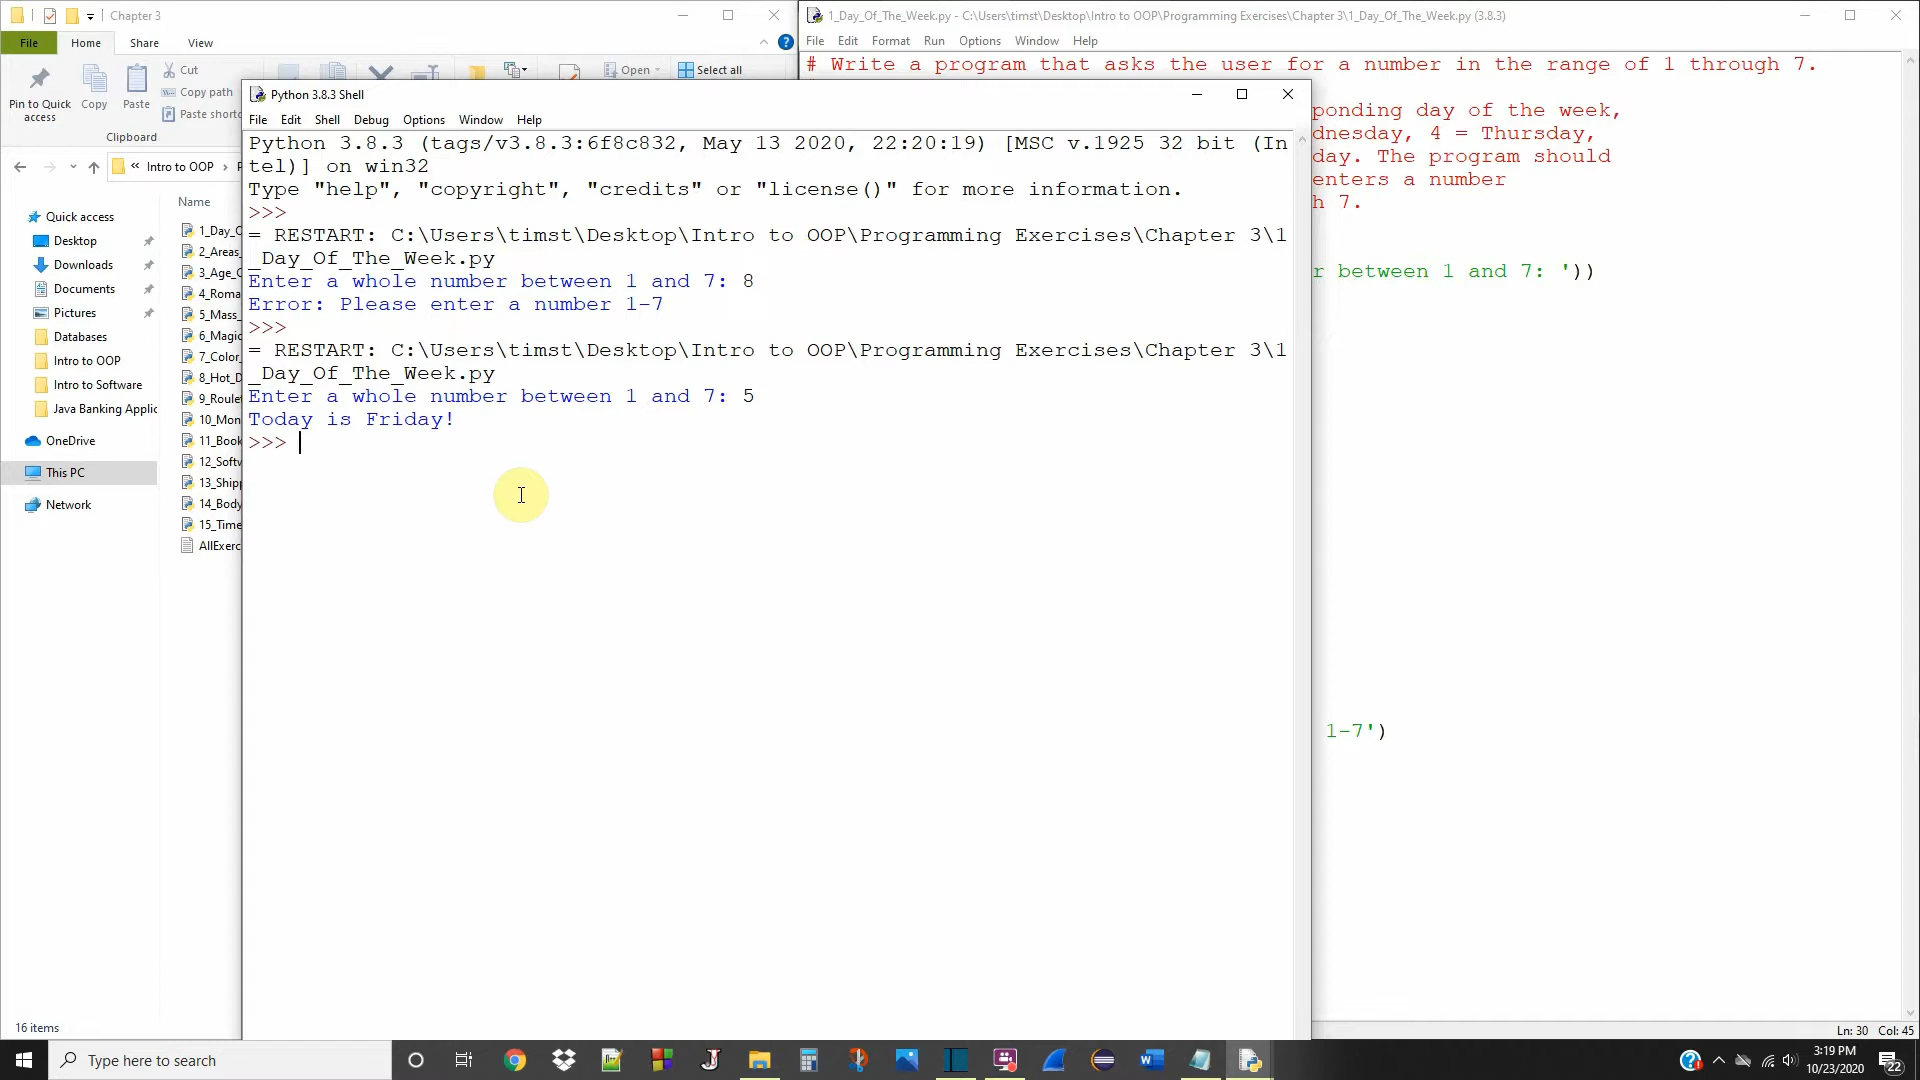 Chapter 3
File Home Share View
Pin to Quick access
Copy
Paste
Cut
Copy path
Paste shortc
Open
Select all
Clipboard
« Intro to OOP › P
Name
Quick access
Desktop
Downloads
Documents
Pictures
Databases
Intro to OOP
Intro to Software
Java Banking Applic
OneDrive
This PC
Network
1_Day_O
2_Areas_
3_Age_C
4_Roma
5_Mass_
6_Magic
7_Color_
8_Hot_D
9_Roulet
10_Mon
11_Book
12_Softw
13_Shipp
14_Body
15_Time
AllExerc
16 items
Python 3.8.3 Shell
File Edit Shell Debug Options Window Help
Python 3.8.3 (tags/v3.8.3:6f8c832, May 13 2020, 22:20:19) [MSC v.1925 32 bit (In
tel)] on win32
Type "help", "copyright", "credits" or "license()" for more information.
>>>
= RESTART: C:\Users\timst\Desktop\Intro to OOP\Programming Exercises\Chapter 3\1
_Day_Of_The_Week.py
Enter a whole number between 1 and 7: 8
Error: Please enter a number 1-7
>>>
= RESTART: C:\Users\timst\Desktop\Intro to OOP\Programming Exercises\Chapter 3\1
_Day_Of_The_Week.py
Enter a whole number between 1 and 7: 5
Today is Friday!
>>>
1_Day_Of_The_Week.py - C:\Users\timst\Desktop\Intro to OOP\Programming Exercises\Chapter 3\1_Day_Of_The_Week.py (3.8.3)
File Edit Format Run Options Window Help
# Write a program that asks the user for a number in the range of 1 through 7.
ponding day of the week,
dnesday, 4 = Thursday,
day. The program should
enters a number
h 7.
r between 1 and 7: '))
1-7')
Ln: 30 Col: 45
Type here to search
3:19 PM
10/23/2020
22